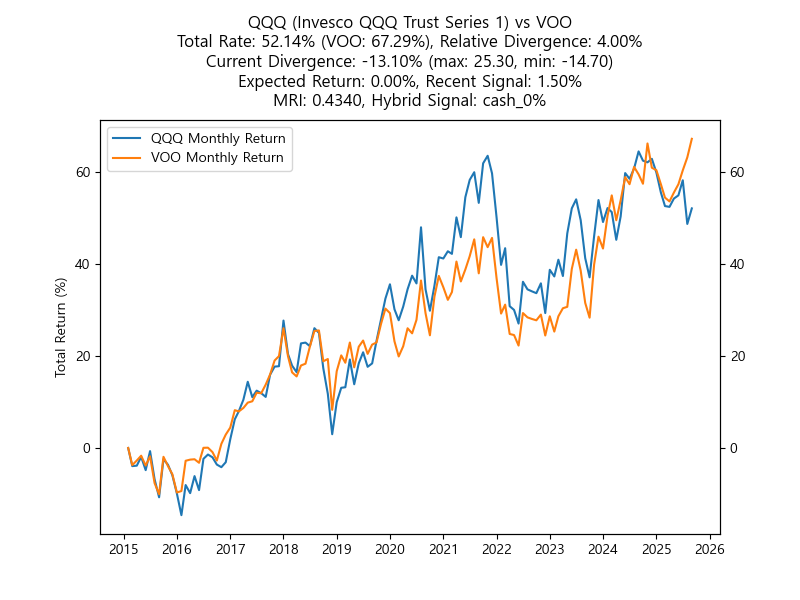 QQQ (Invesco QQQ Trust Series 1) vs VOO
Total Rate: 52.14% (VOO: 67.29%), Relative Divergence: 4.00%
Current Divergence: -13.10% (max: 25.30, min: -14.70)
Expected Return: 0.00%, Recent Signal: 1.50%
MRI: 0.4340, Hybrid Signal: cash_0%
QQQ Monthly Return
VOO Monthly Return
Total Return (%)
60
40
20
0
60
40
20
0
2015 2016 2017 2018 2019 2020 2021 2022 2023 2024 2025 2026